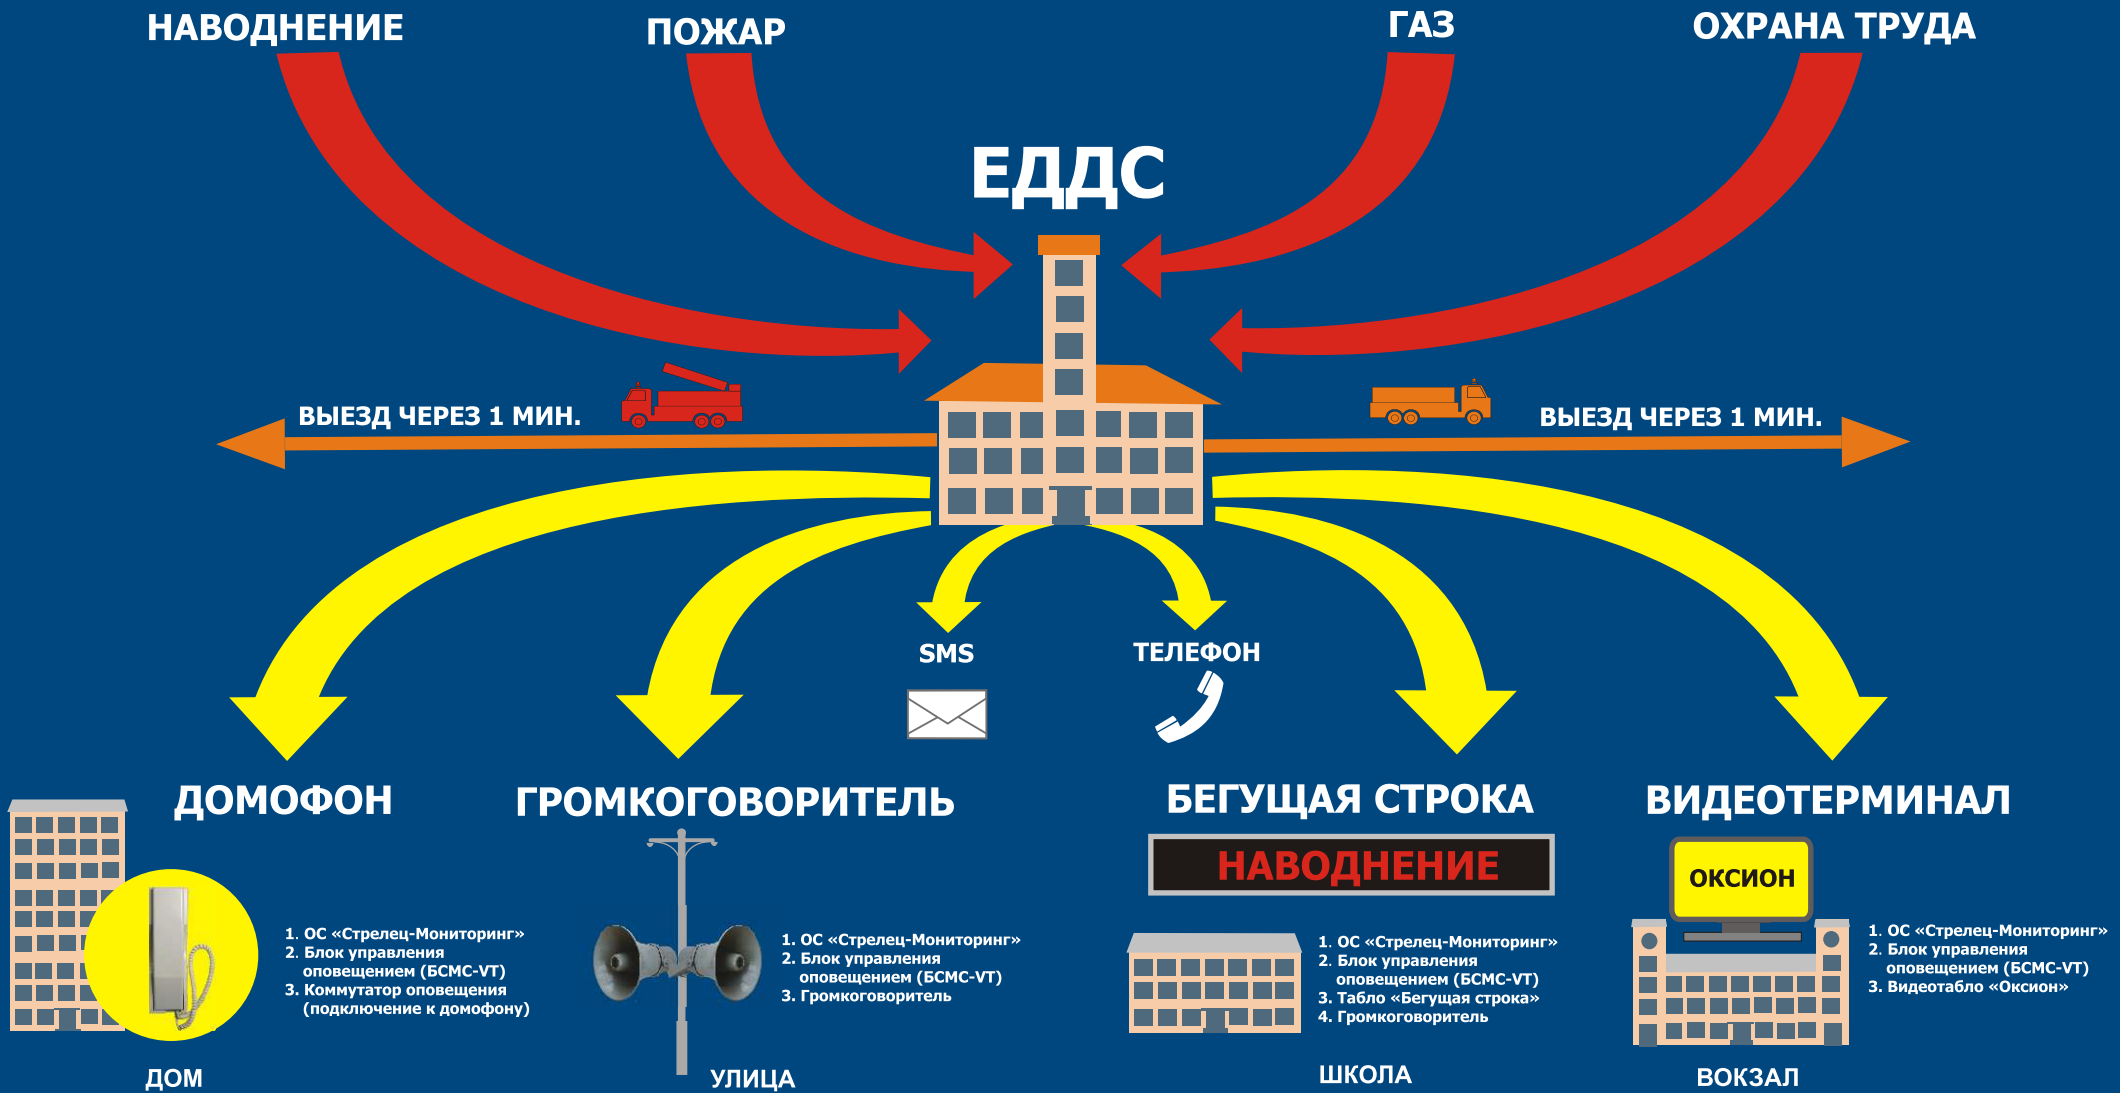 НАВОДНЕНИЕ
ПОЖАР
ГАЗ
ОХРАНА ТРУДА
ЕДДС
ВЫЕЗД ЧЕРЕЗ 1 МИН.
ВЫЕЗД ЧЕРЕЗ 1 МИН.
SMS
ТЕЛЕФОН
ДОМОФОН
1. ОС «Стрелец-Мониторинг»
2. Блок управления
оповещением (БСМС-VT)
3. Коммутатор оповещения
(подключение к домофону)
ДОМ
ГРОМКОГОВОРИТЕЛЬ
1. ОС «Стрелец-Мониторинг»
2. Блок управления
оповещением (БСМС-VT)
3. Громкоговоритель
УЛИЦА
БЕГУЩАЯ СТРОКА
НАВОДНЕНИЕ
1. ОС «Стрелец-Мониторинг»
2. Блок управления
оповещением (БСМС-VT)
3. Табло «Бегущая строка»
4. Громкоговоритель
ШКОЛА
ВИДЕОТЕРМИНАЛ
ОКСИОН
1. ОС «Стрелец-Мониторинг»
2. Блок управления
оповещением (БСМС-VT)
3. Видеотабло «Оксион»
ВОКЗАЛ